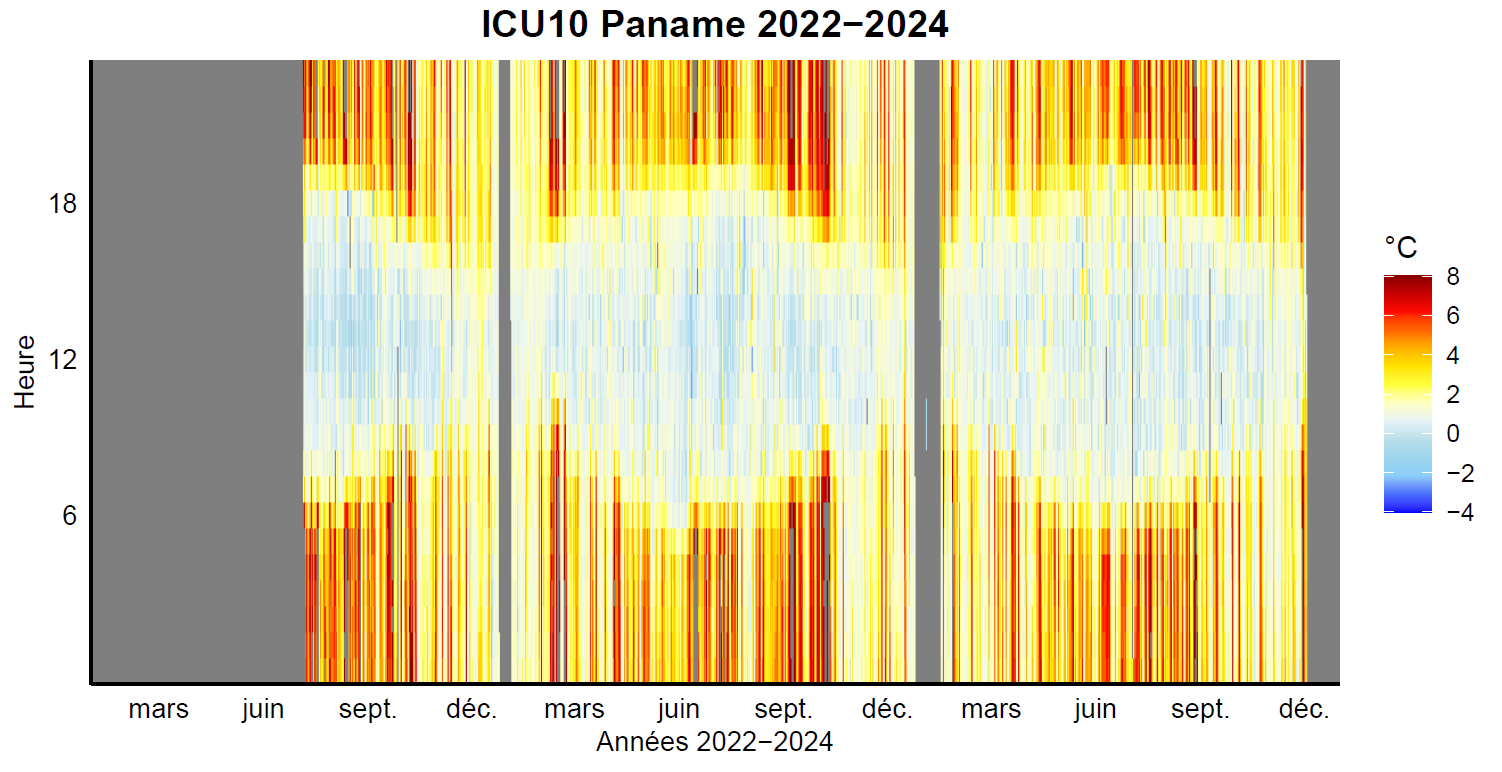 ICU10 Paname 2022−2024
Heure
18
12
6
mars juin sept. déc. mars juin sept. déc. mars juin sept. déc.
Années 2022−2024
°C
8
6
4
2
0
−2
−4